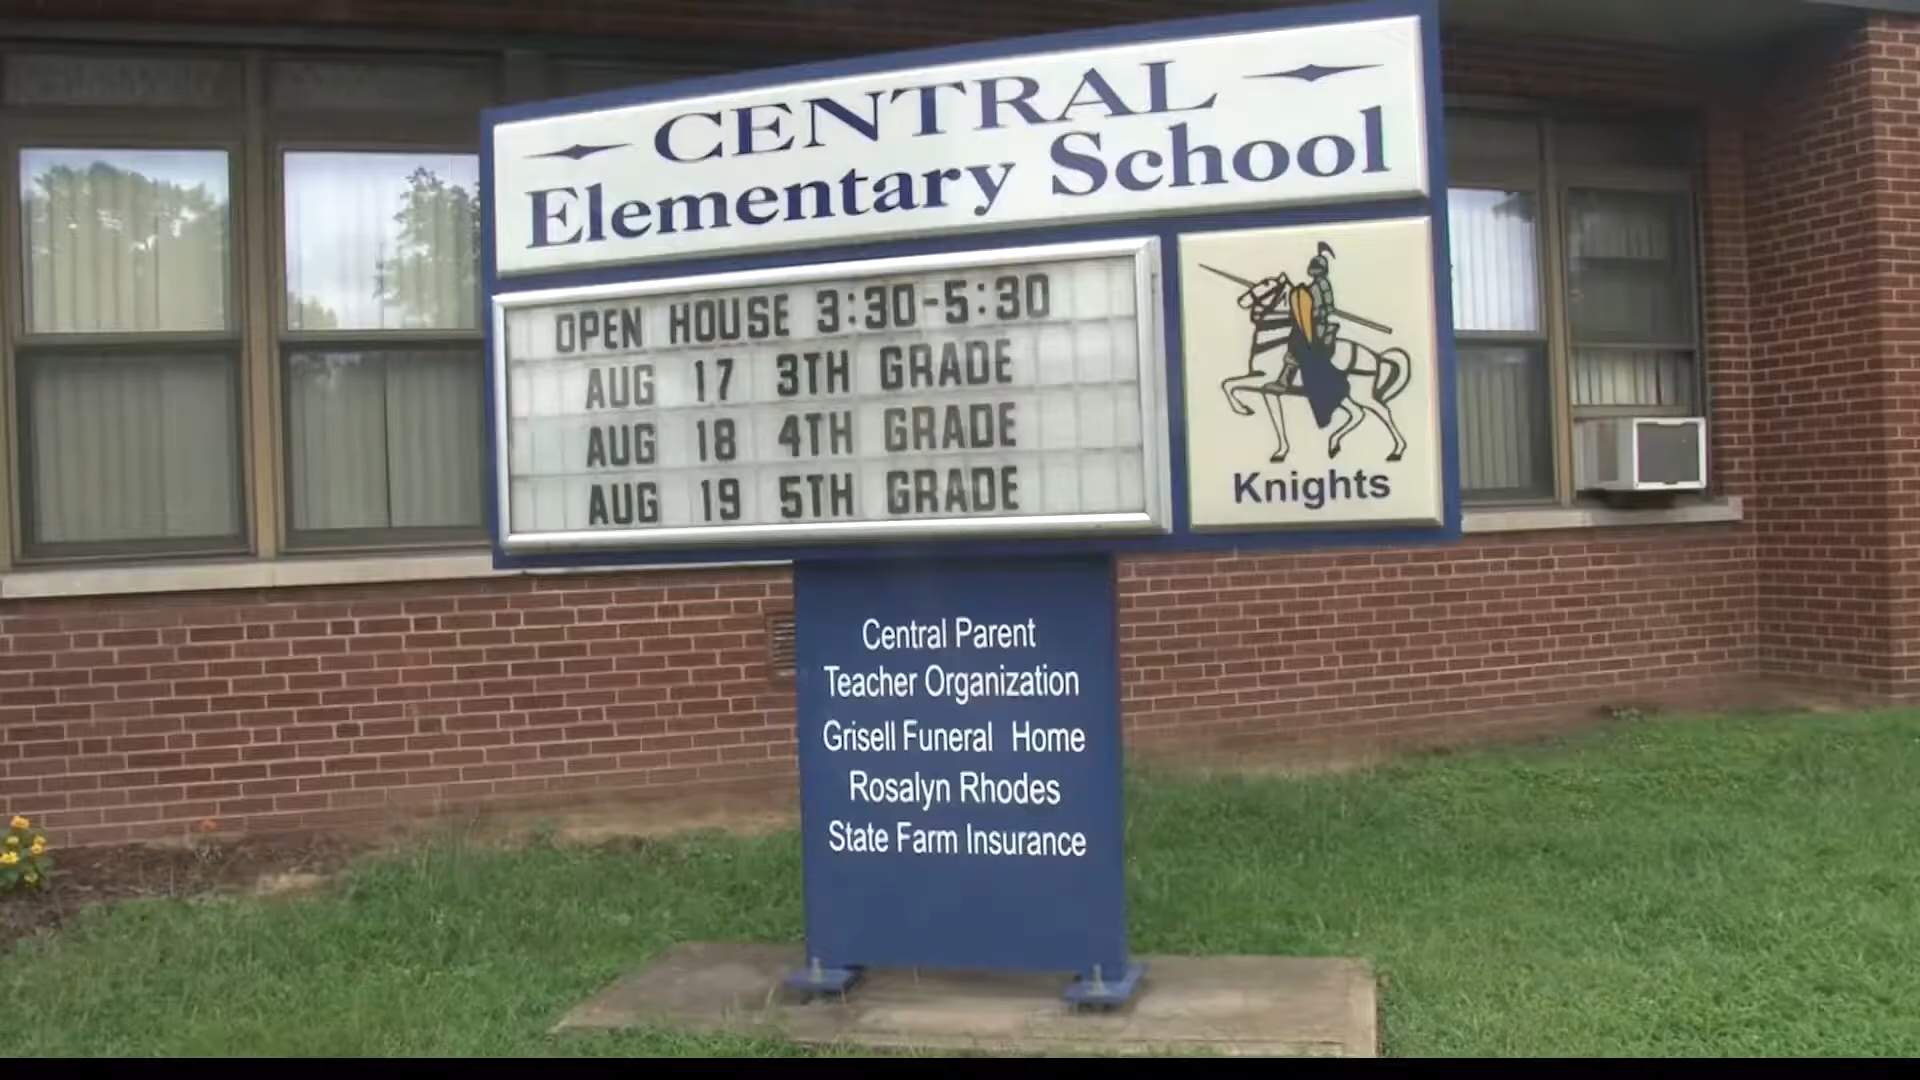 CENTRAL
Elementary School
OPEN HOUSE 3:30-5:30
AUG 17 3TH GRADE
AUG 18 4TH GRADE
AUG 19 5TH GRADE
Knights
Central Parent
Teacher Organization
Grisell Funeral Home
Rosalyn Rhodes
State Farm Insurance